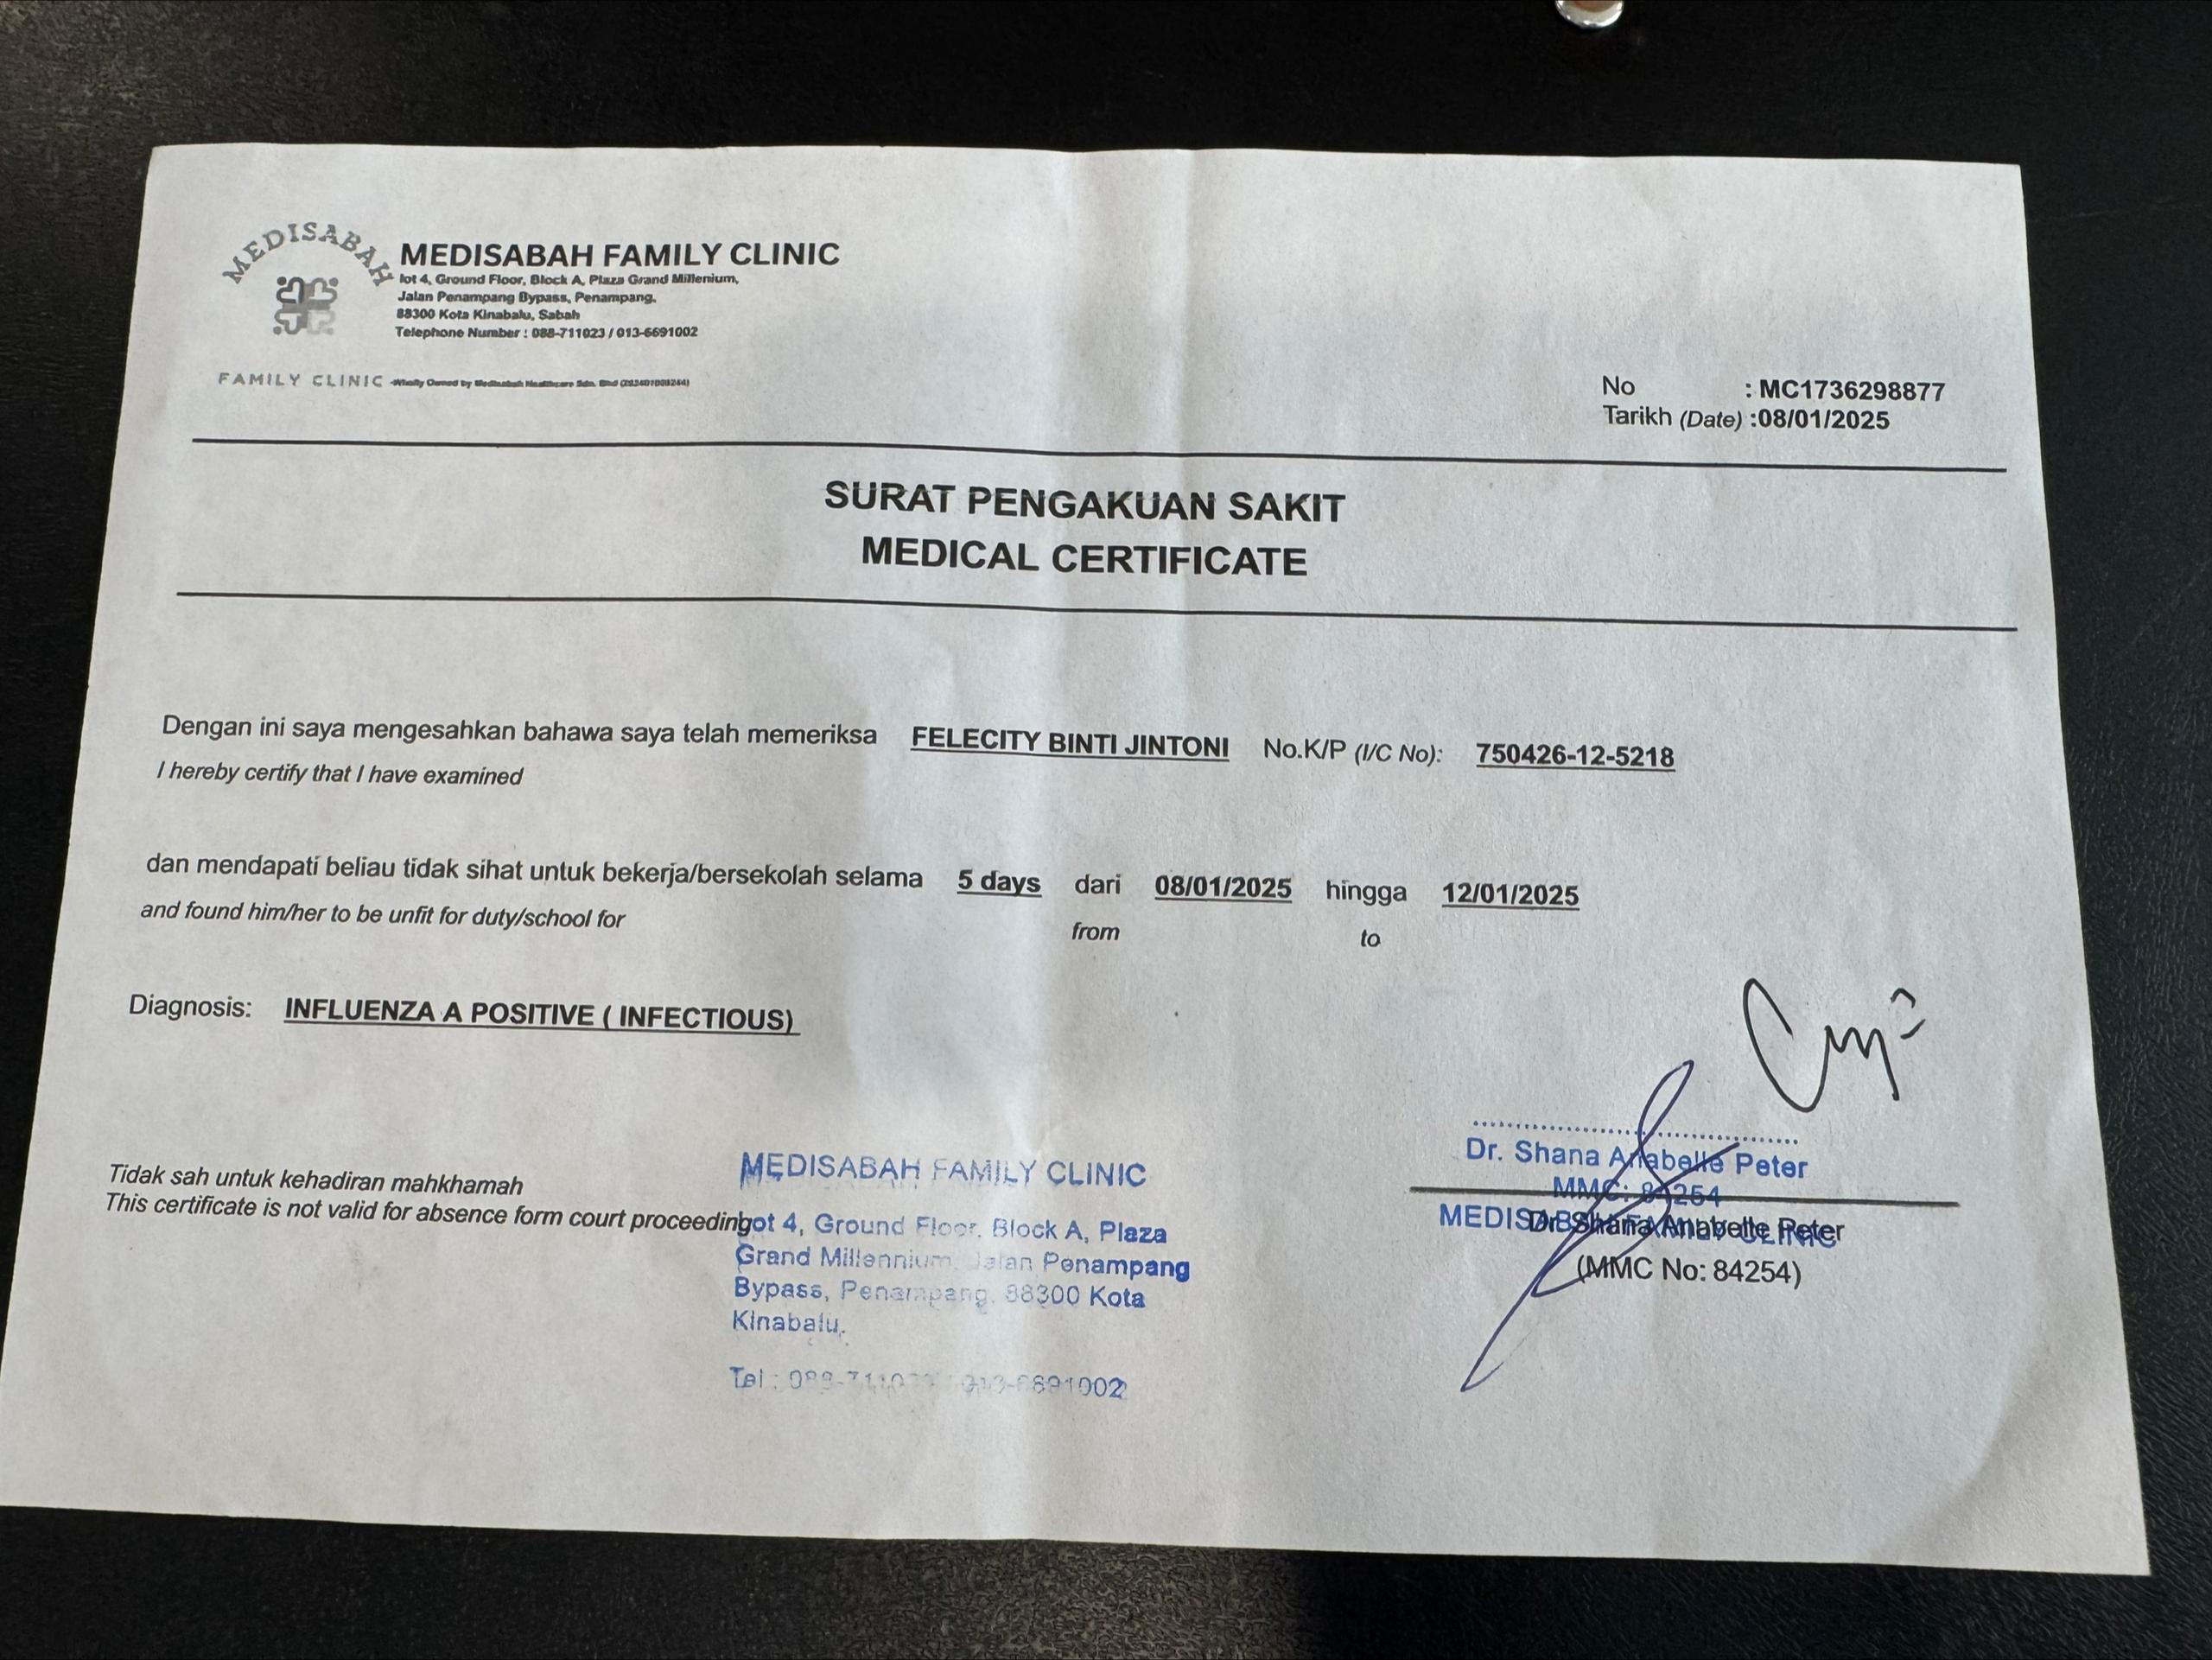 MEDISABAH
FAMILY CLINIC
MEDISABAH FAMILY CLINIC
lot 4, Ground Floor, Block A, Plaza Grand Millenium,
Jalan Penampang Bypass, Penampang,
88300 Kota Kinabalu, Sabah
Telephone Number : 088-711023 / 013-6691002
-Wholly Owned by Medisabah Healthcare Sdn. Bhd
No : MC1736298877
Tarikh (Date) :08/01/2025
SURAT PENGAKUAN SAKIT
MEDICAL CERTIFICATE
Dengan ini saya mengesahkan bahawa saya telah memeriksa FELECITY BINTI JINTONI No.K/P (I/C No): 750426-12-5218
I hereby certify that I have examined
dan mendapati beliau tidak sihat untuk bekerja/bersekolah selama 5 days dari 08/01/2025 hingga 12/01/2025
and found him/her to be unfit for duty/school for from to
Diagnosis: INFLUENZA A POSITIVE ( INFECTIOUS)
Tidak sah untuk kehadiran mahkhamah
This certificate is not valid for absence form court proceeding
MEDISABAH FAMILY CLINIC
Lot 4, Ground Floor, Block A, Plaza
Grand Millennium, Jalan Penampang
Bypass, Penampang, 88300 Kota
Kinabalu.
Tel :
Dr. Shana Anabelle Peter
MMC: 84254
MEDISABAH FAMILY CLINIC
Dr. Shana Anabelle Peter
(MMC No: 84254)